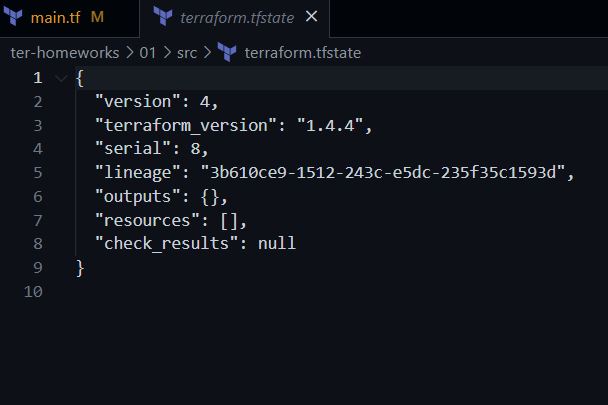 main.tf M terraform.tfstate
ter-homeworks > 01 > src > terraform.tfstate
1 {
2 "version": 4,
3 "terraform_version": "1.4.4",
4 "serial": 8,
5 "lineage": "3b610ce9-1512-243c-e5dc-235f35c1593d",
6 "outputs": {},
7 "resources": [],
8 "check_results": null
9 }
10